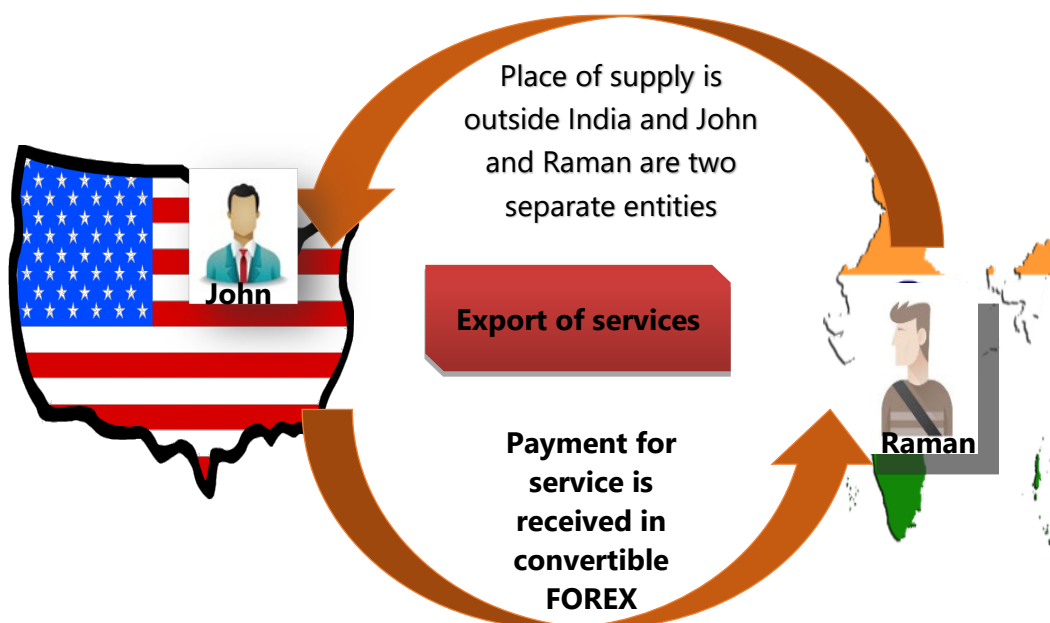 Place of supply is
outside India and John
and Raman are two
separate entities
John
Export of services
Raman
Payment for
service is
received in
convertible
FOREX